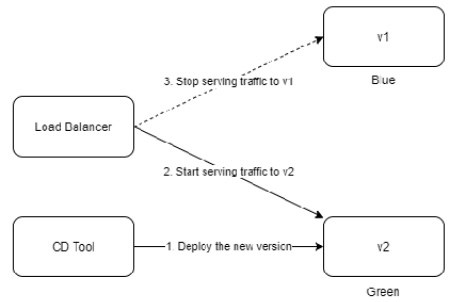 v1
Blue
3. Stop serving traffic to v1
Load Balancer
2. Start serving traffic to v2
CD Tool
1. Deploy the new version
v2
Green